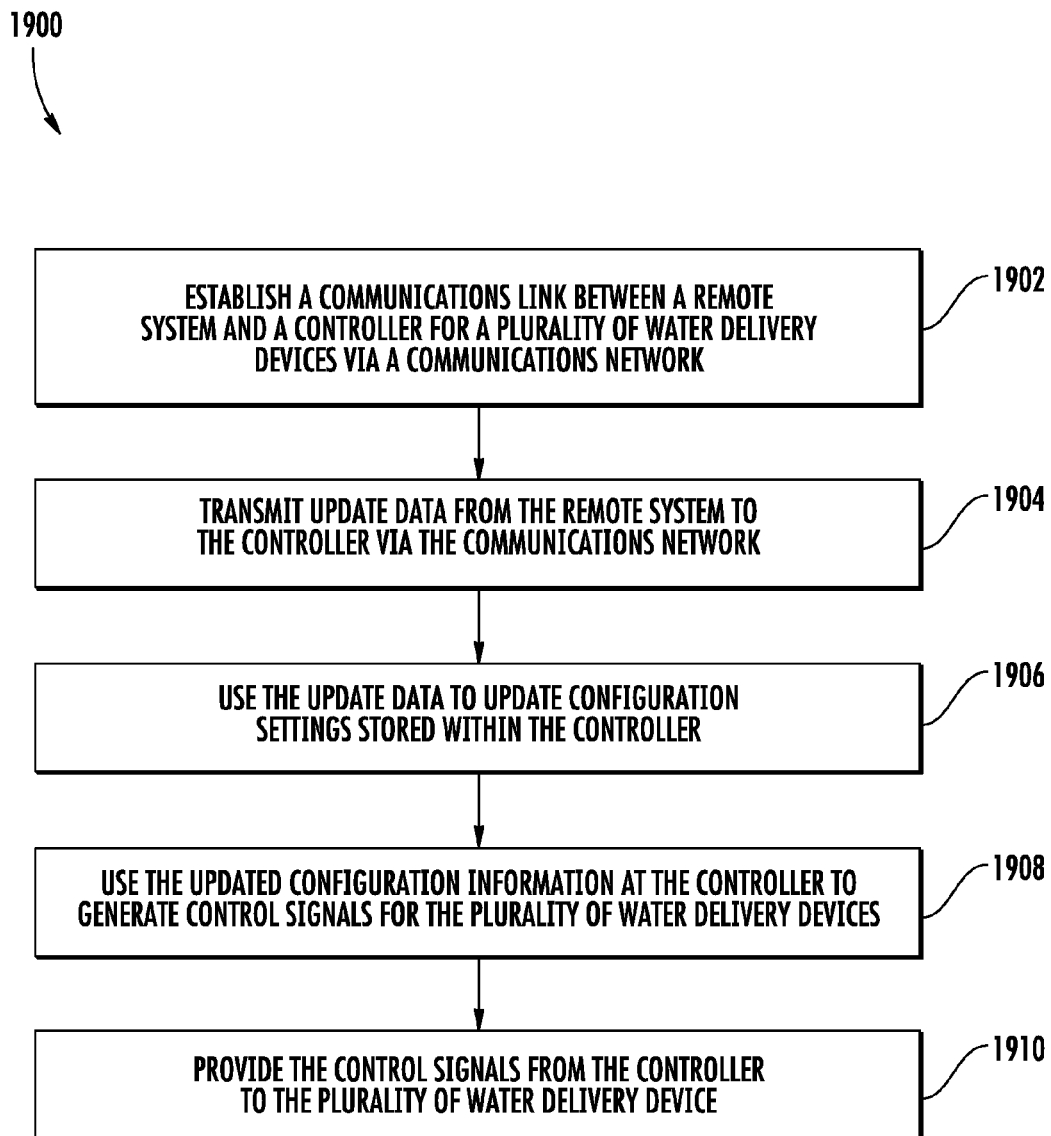 1900
ESTABLISH A COMMUNICATIONS LINK BETWEEN A REMOTE
SYSTEM AND A CONTROLLER FOR A PLURALITY OF WATER DELIVERY
DEVICES VIA A COMMUNICATIONS NETWORK
1902
TRANSMIT UPDATE DATA FROM THE REMOTE SYSTEM TO
THE CONTROLLER VIA THE COMMUNICATIONS NETWORK
1904
USE THE UPDATE DATA TO UPDATE CONFIGURATION
SETTINGS STORED WITHIN THE CONTROLLER
1906
USE THE UPDATED CONFIGURATION INFORMATION AT THE CONTROLLER TO
GENERATE CONTROL SIGNALS FOR THE PLURALITY OF WATER DELIVERY DEVICES
1908
PROVIDE THE CONTROL SIGNALS FROM THE CONTROLLER
TO THE PLURALITY OF WATER DELIVERY DEVICE
1910